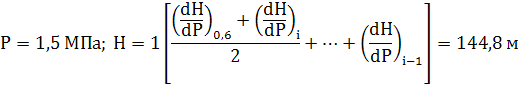 P = 1,5 МПа; H = 1[((dH/dP)₀,₆ + (dH/dP)ᵢ)/2 + ⋯ + (dH/dP)ᵢ₋₁] = 144,8 м